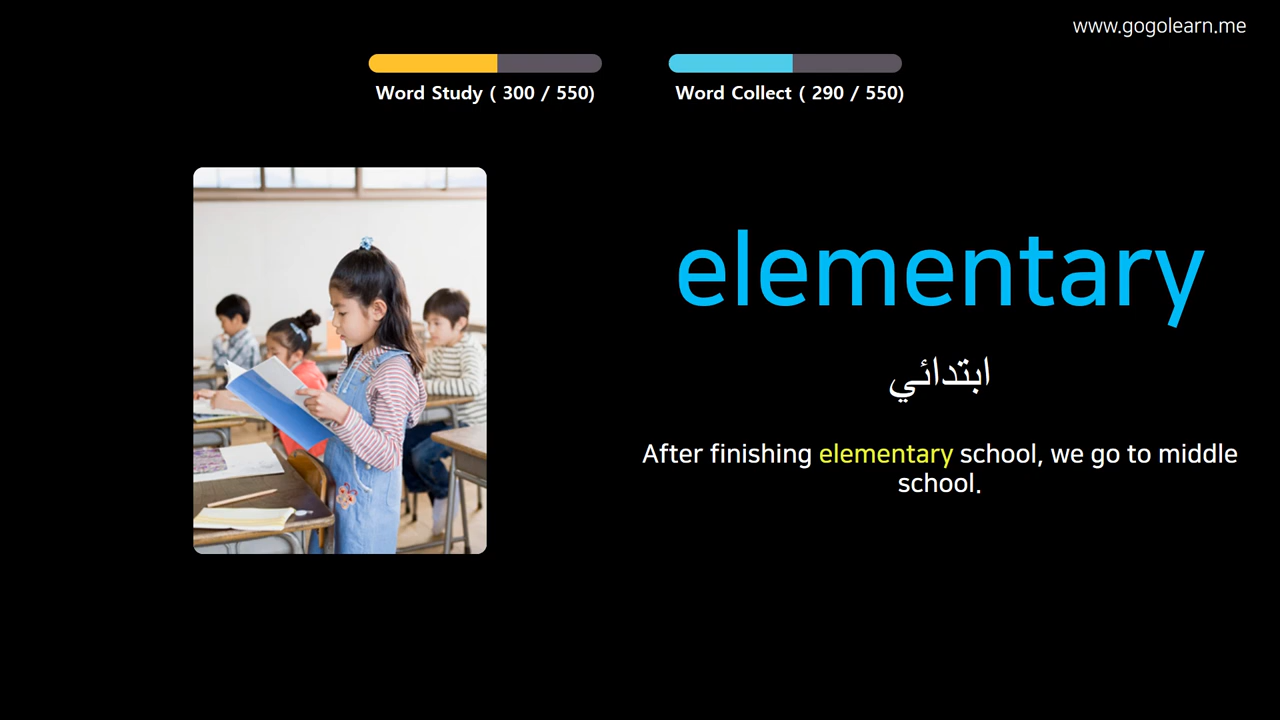 www.gogolearn.me
Word Study ( 300 / 550)
Word Collect ( 290 / 550)
elementary
ابتدائي
After finishing elementary school, we go to middle
school.